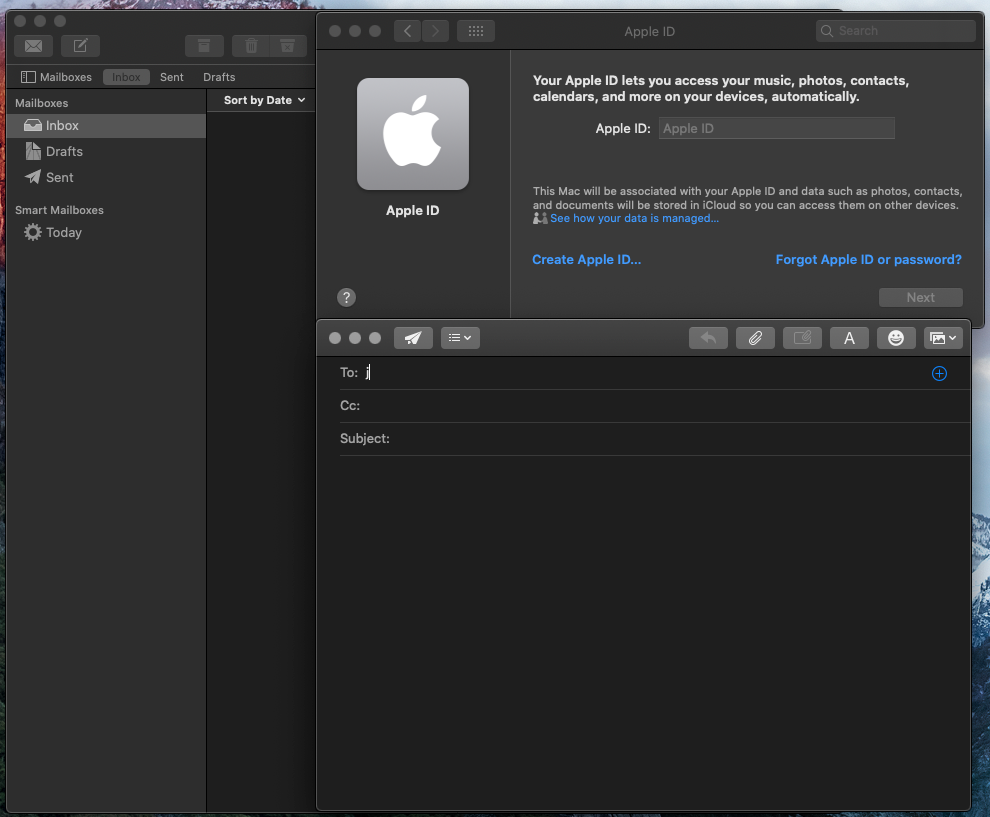 Mailboxes Inbox Sent Drafts
Mailboxes
Inbox
Drafts
Sent
Smart Mailboxes
Today
Sort by Date
Apple ID
Search
Apple ID
Your Apple ID lets you access your music, photos, contacts,
calendars, and more on your devices, automatically.
Apple ID: Apple ID
This Mac will be associated with your Apple ID and data such as photos, contacts,
and documents will be stored in iCloud so you can access them on other devices.
See how your data is managed...
Create Apple ID... Forgot Apple ID or password?
? Next
A
To: j
Cc:
Subject: